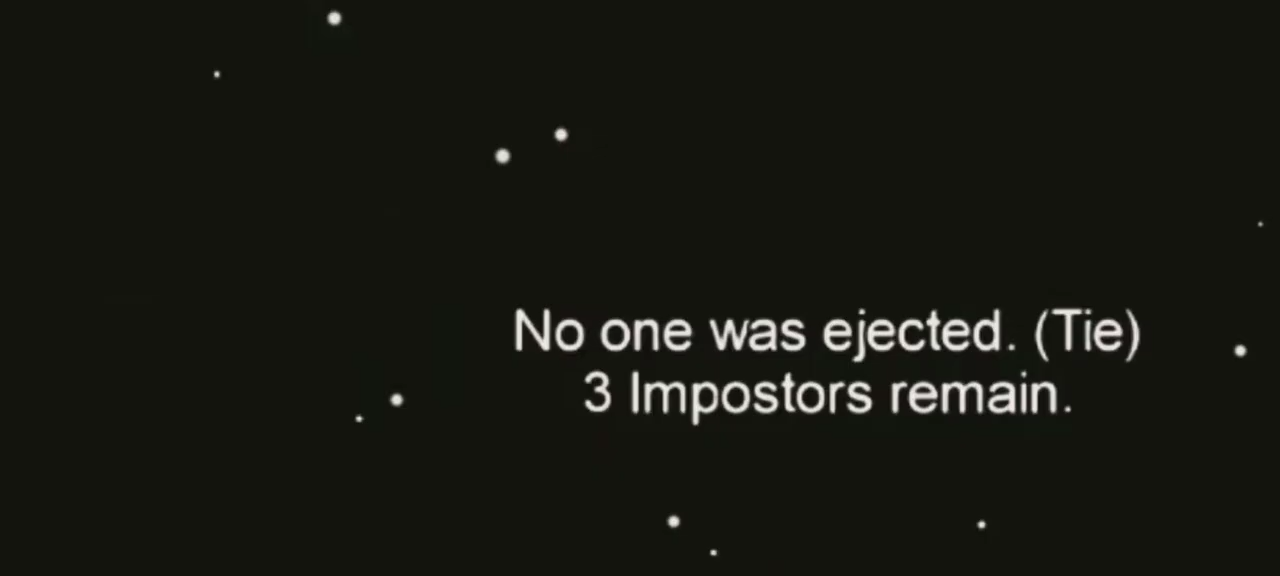 No one was ejected. (Tie)
3 Impostors remain.